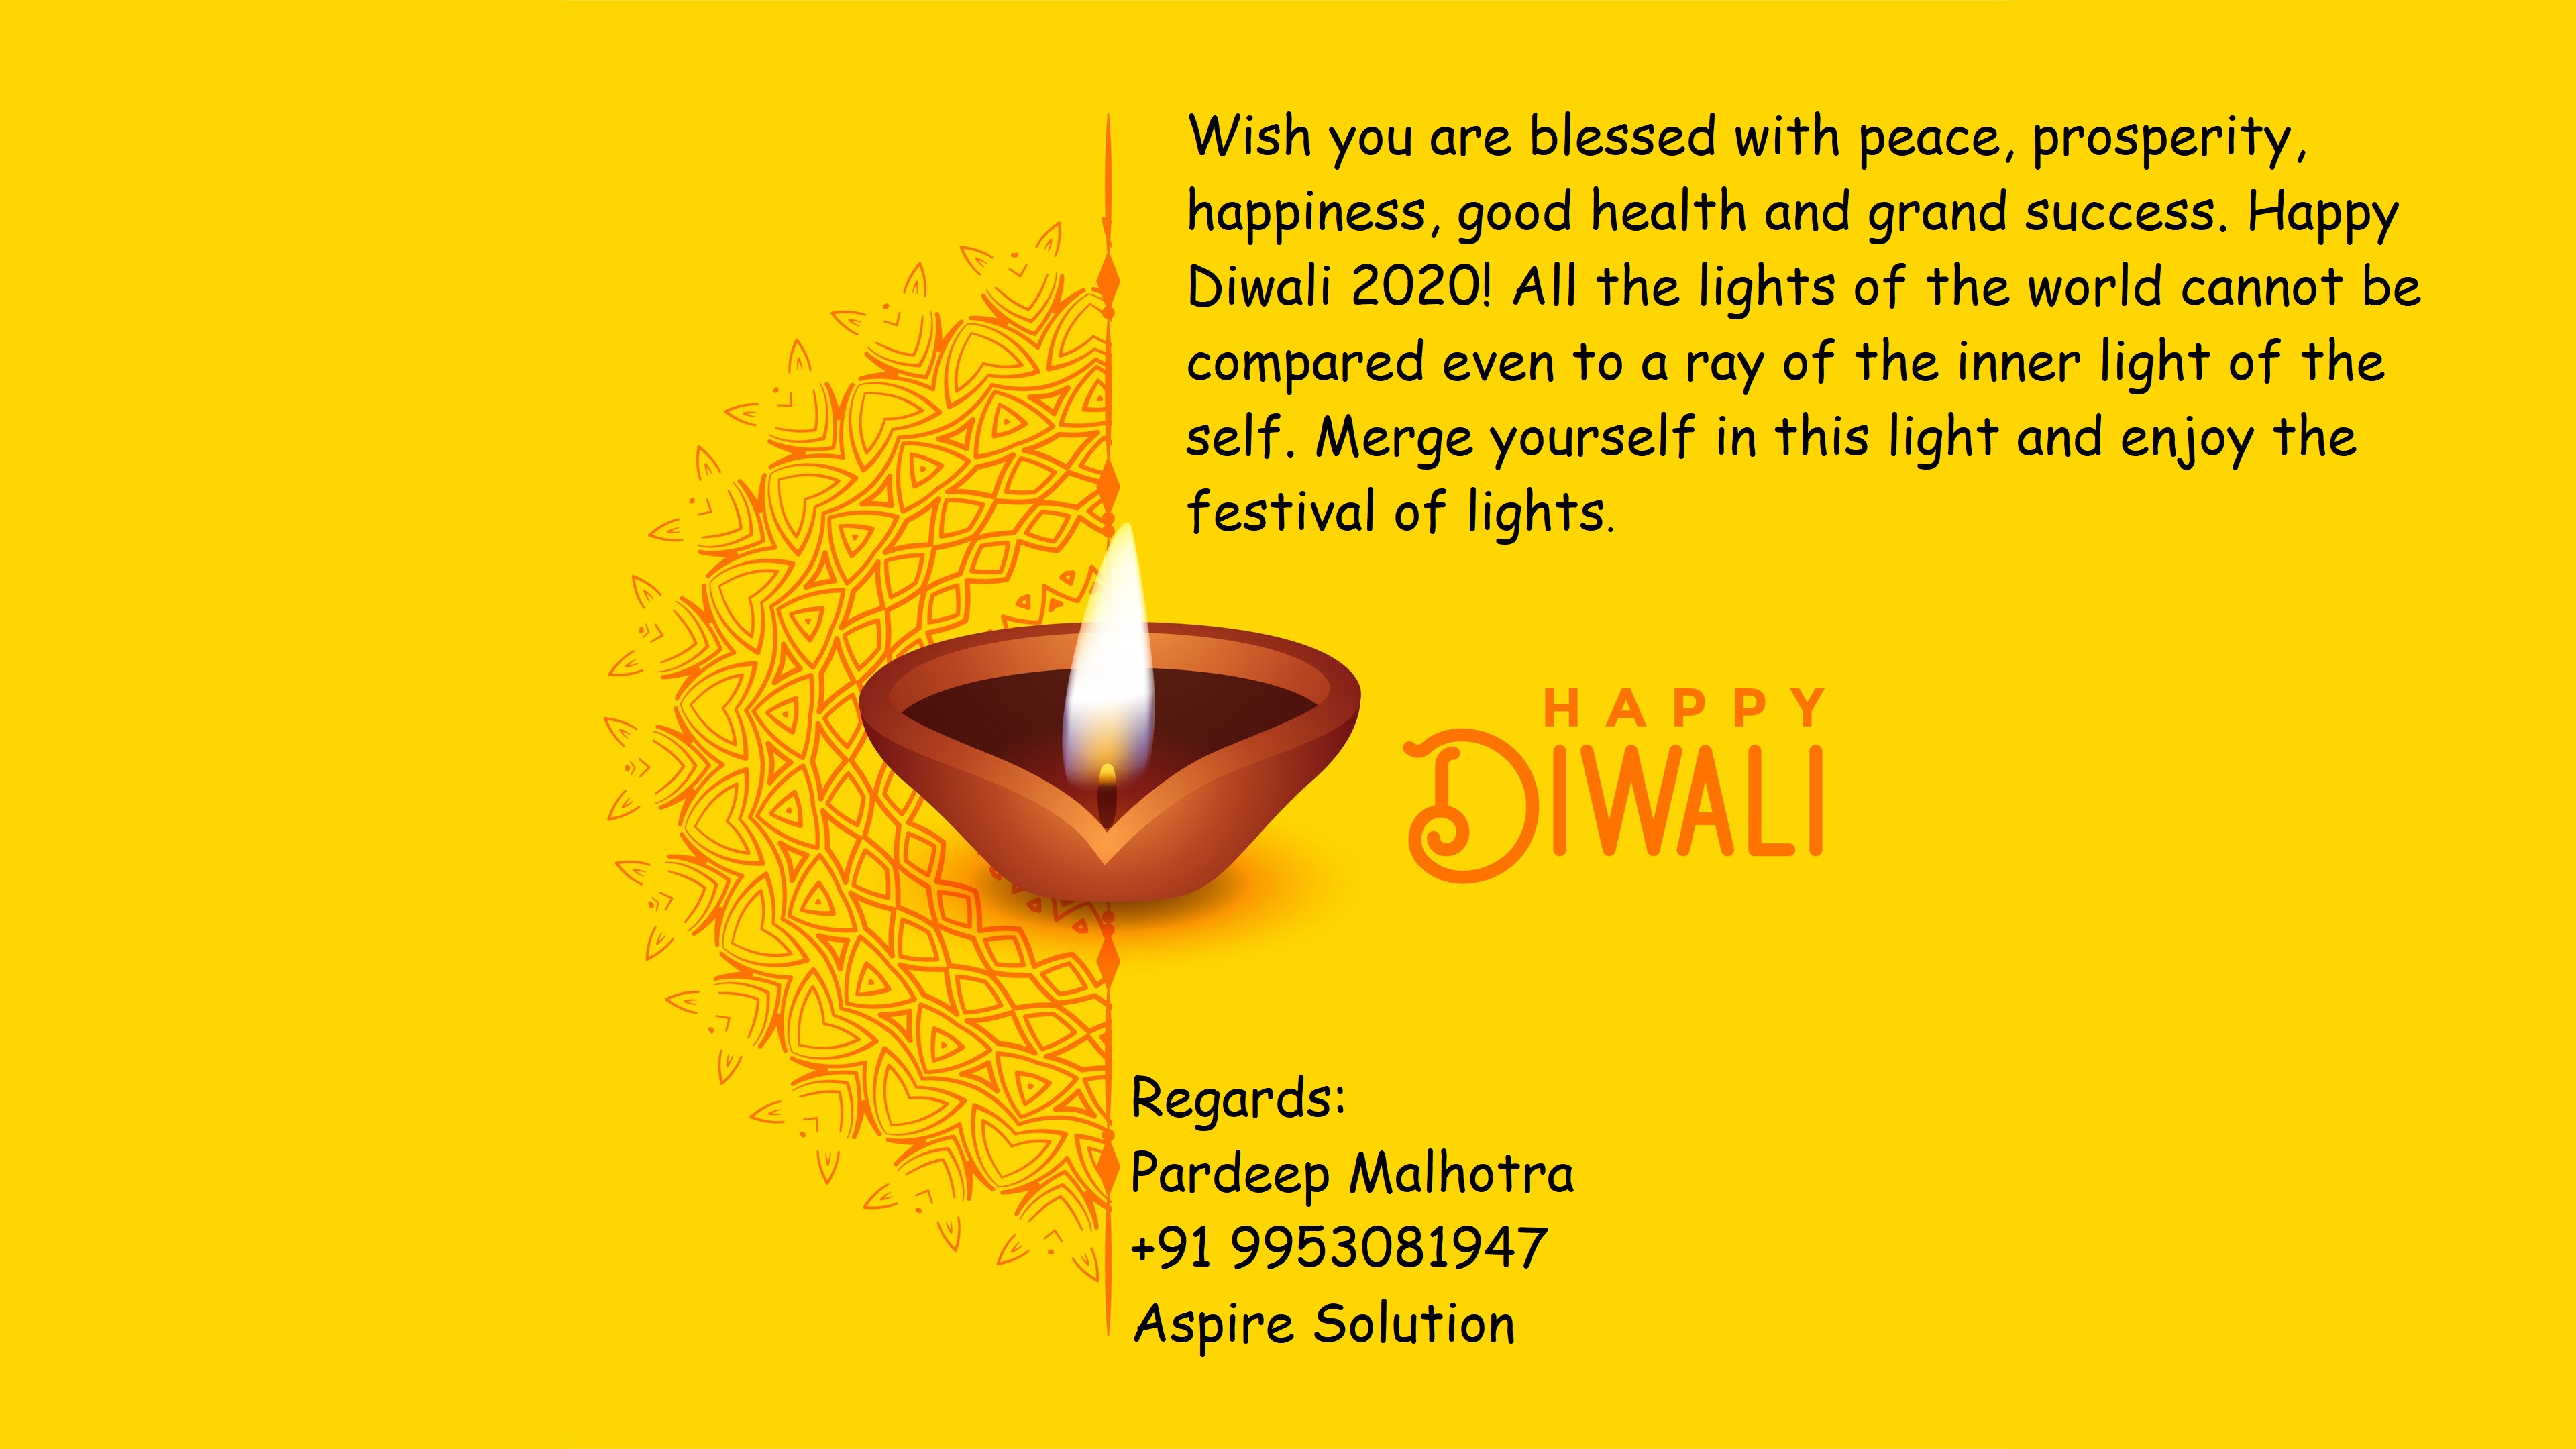 Wish you are blessed with peace, prosperity,
happiness, good health and grand success. Happy
Diwali 2020! All the lights of the world cannot be
compared even to a ray of the inner light of the
self. Merge yourself in this light and enjoy the
festival of lights.
HAPPY
DIWALI
Regards:
Pardeep Malhotra
+91 9953081947
Aspire Solution